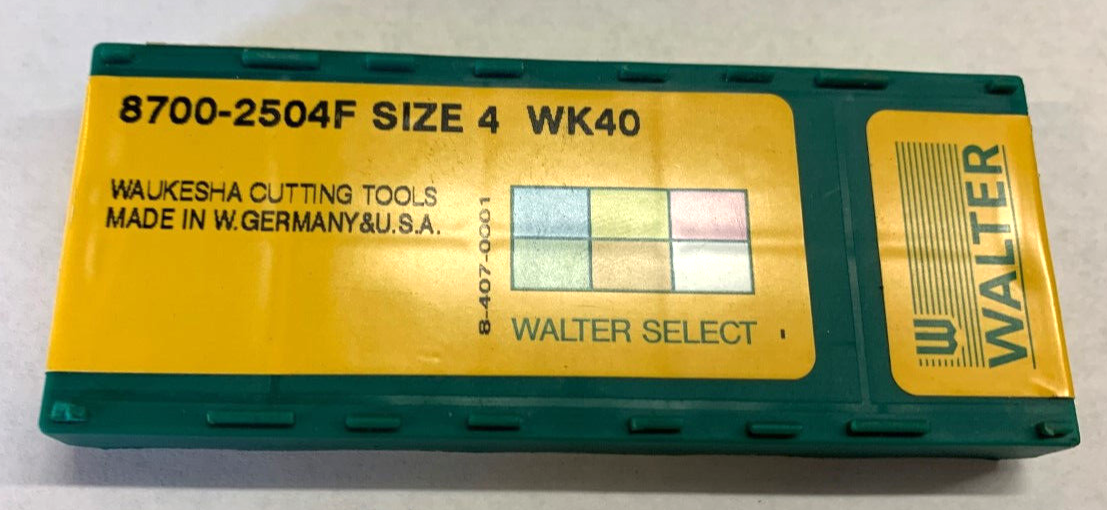 8700-2504F SIZE 4 WK40
WAUKESHA CUTTING TOOLS
MADE IN W.GERMANY&U.S.A.
8-407-0001
WALTER SELECT
W
WALTER